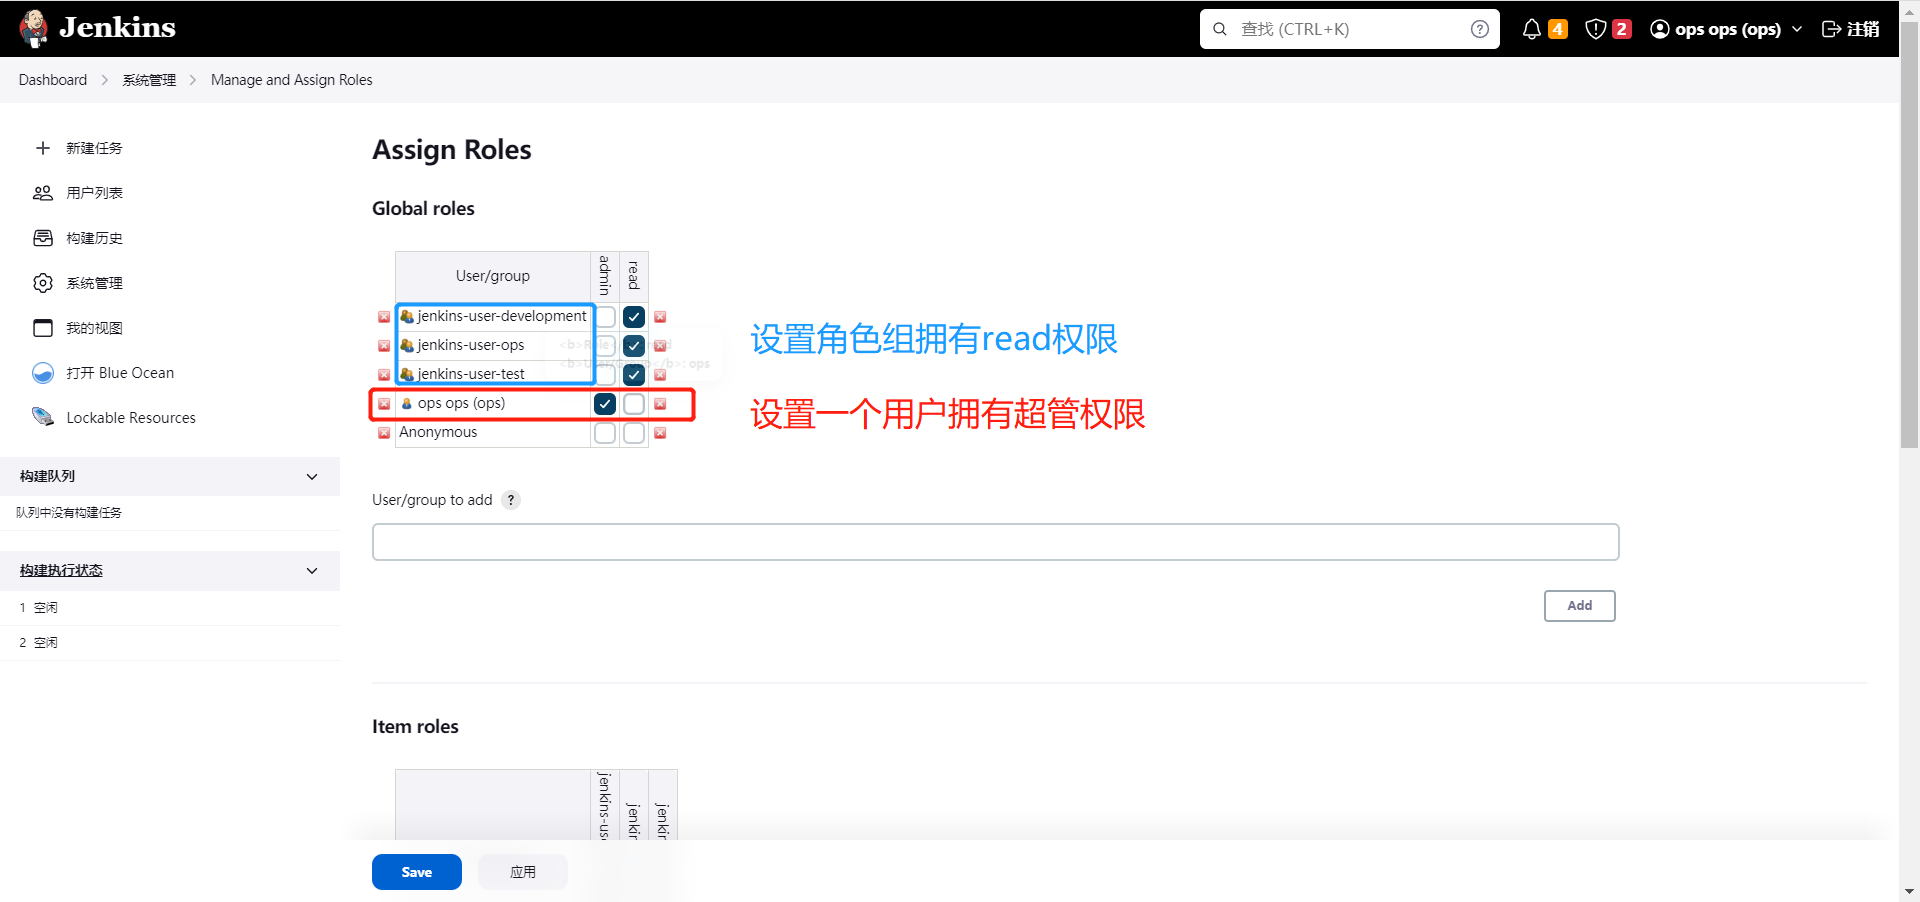 Jenkins
查找 (CTRL+K)
4
2
ops ops (ops)
注销
Dashboard
系统管理
Manage and Assign Roles
新建任务
用户列表
构建历史
系统管理
我的视图
打开 Blue Ocean
Lockable Resources
构建队列
队列中没有构建任务
构建执行状态
1 空闲
2 空闲
Assign Roles
Global roles
User/group
admin
read
jenkins-user-development
jenkins-user-ops
jenkins-user-test
ops ops (ops)
Anonymous
设置角色组拥有read权限
设置一个用户拥有超管权限
User/group to add ?
Add
Item roles
Save
应用